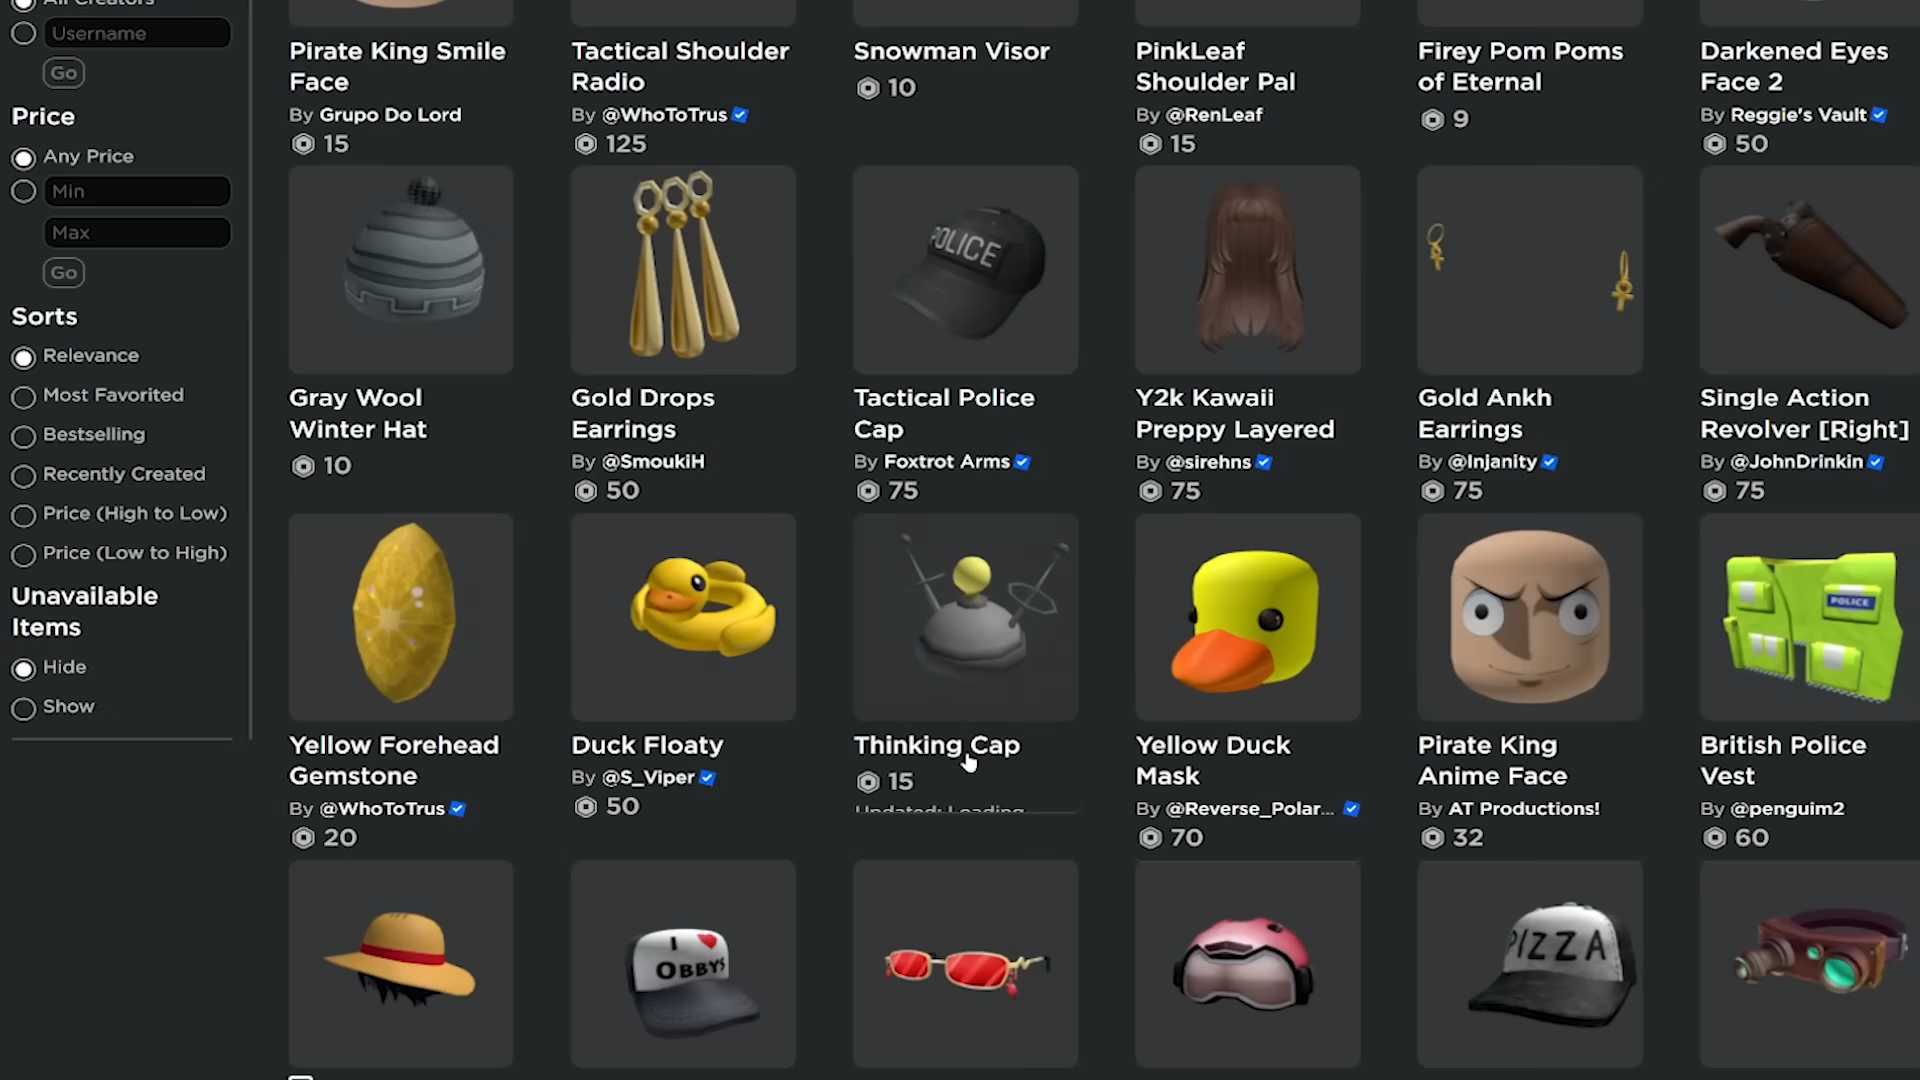 All Creators
Username
Go
Price
Any Price
Min
Max
Go
Sorts
Relevance
Most Favorited
Bestselling
Recently Created
Price (High to Low)
Price (Low to High)
Unavailable
Items
Hide
Show
Pirate King Smile
Face
By Grupo Do Lord
15
Tactical Shoulder
Radio
By @WhoToTrus
125
Snowman Visor
10
PinkLeaf
Shoulder Pal
By @RenLeaf
15
Firey Pom Poms
of Eternal
9
Darkened Eyes
Face 2
By Reggie's Vault
50
POLICE
Gray Wool
Winter Hat
10
Gold Drops
Earrings
By @SmoukiH
50
Tactical Police
Cap
By Foxtrot Arms
75
Y2k Kawaii
Preppy Layered
By @sirehns
75
Gold Ankh
Earrings
By @Injanity
75
Single Action
Revolver [Right]
By @JohnDrinkin
75
POLICE
Yellow Forehead
Gemstone
By @WhoToTrus
20
Duck Floaty
By @S_Viper
50
Thinking Cap
15
Updated: Loading
Yellow Duck
Mask
By @Reverse_Polar...
70
Pirate King
Anime Face
By AT Productions!
32
British Police
Vest
By @penguim2
60
I
OBBYS
PIZZA